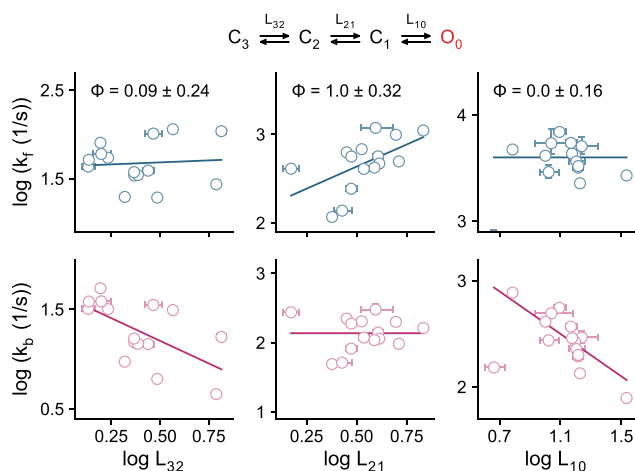 L32 L21 L10
C3 ⇌ C2 ⇌ C1 ⇌ O0
Φ = 0.09 ± 0.24 Φ = 1.0 ± 0.32 Φ = 0.0 ± 0.16
log (kf (1/s))
2.5
1.5
3
2
4
3
log (kb (1/s))
1.5
0.5
3
2
1
3
2
0.25 0.50 0.75 0.25 0.50 0.75 0.7 1.1 1.5
log L32 log L21 log L10